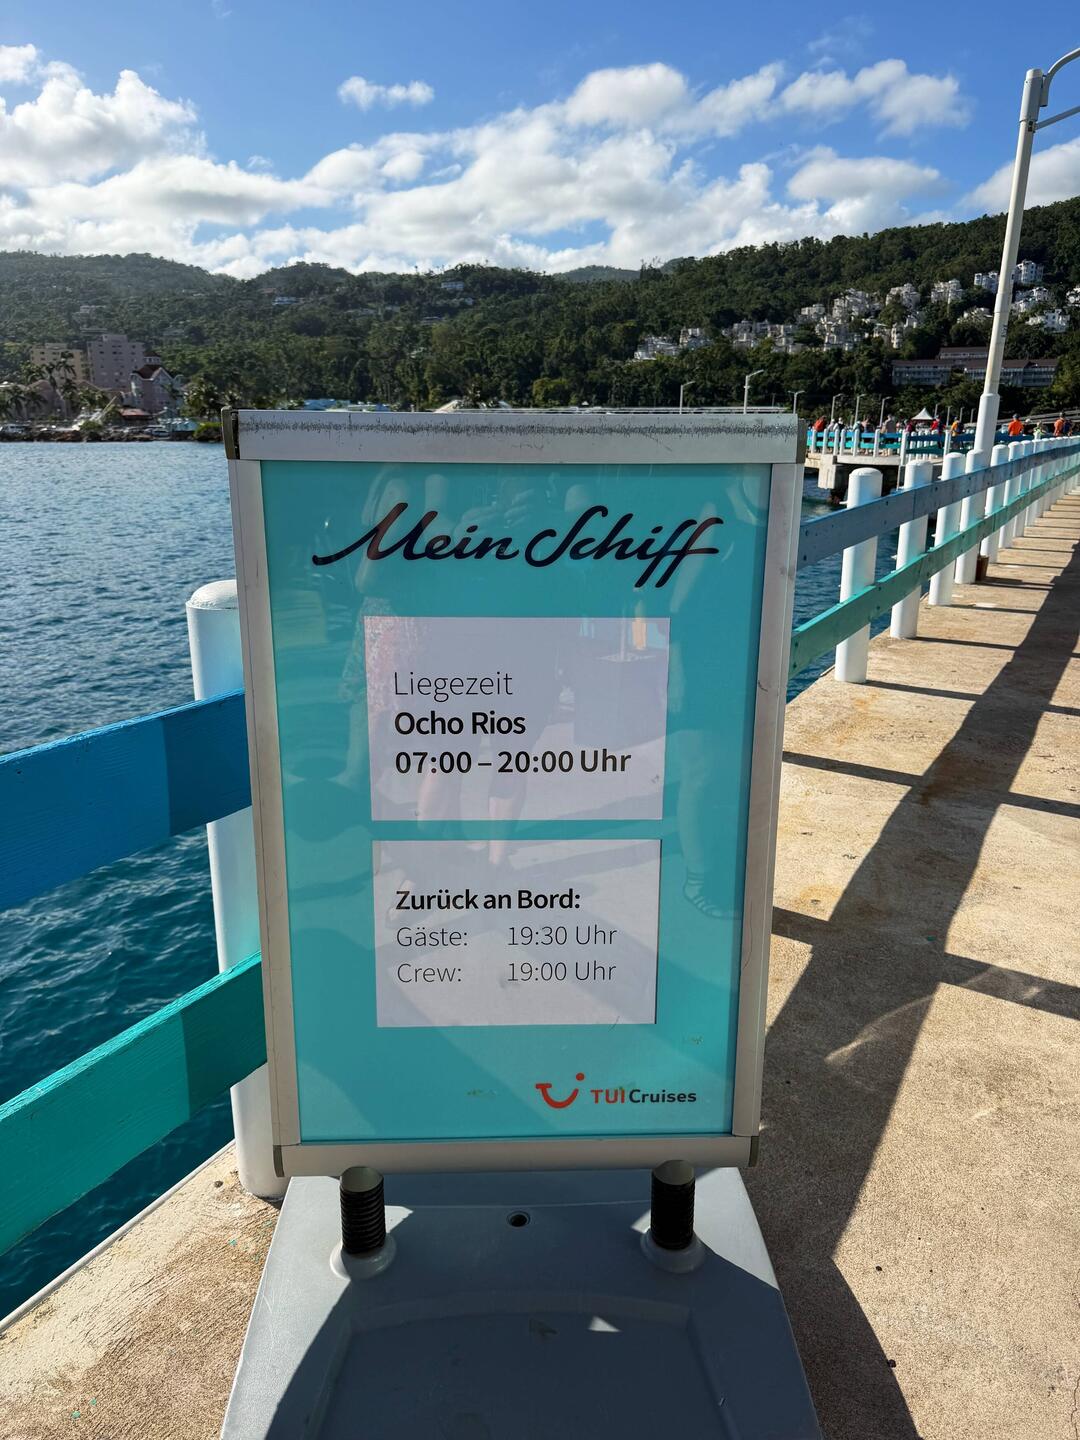 Mein Schiff
Liegezeit
Ocho Rios
07:00 – 20:00 Uhr
Zurück an Bord:
Gäste: 19:30 Uhr
Crew: 19:00 Uhr
TUI Cruises